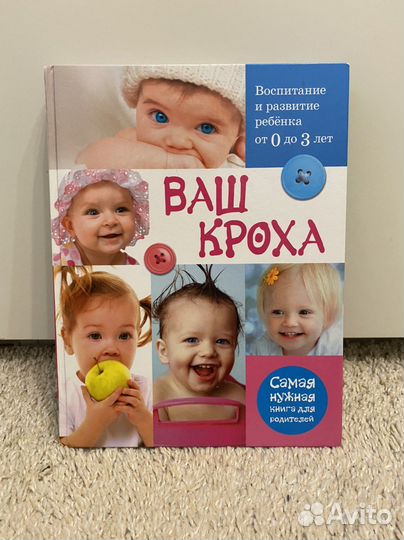 Воспитание
и развитие
ребёнка
от 0 до 3 лет
ВАШ
КРОХА
Самая
нужная
книга для
родителей
Avito